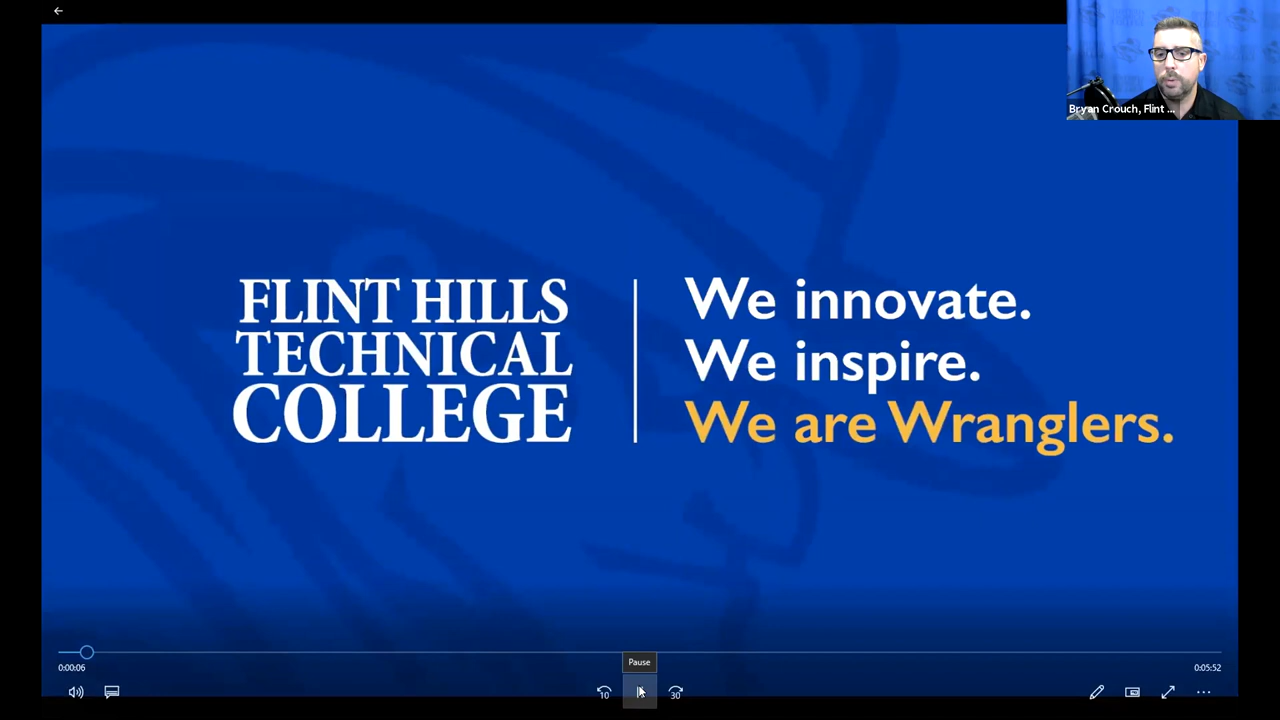 Bryan Crouch, Flint ...
FLINT HILLS
TECHNICAL
COLLEGE
We innovate.
We inspire.
We are Wranglers.
0:00:06
Pause
0:05:52
10
30